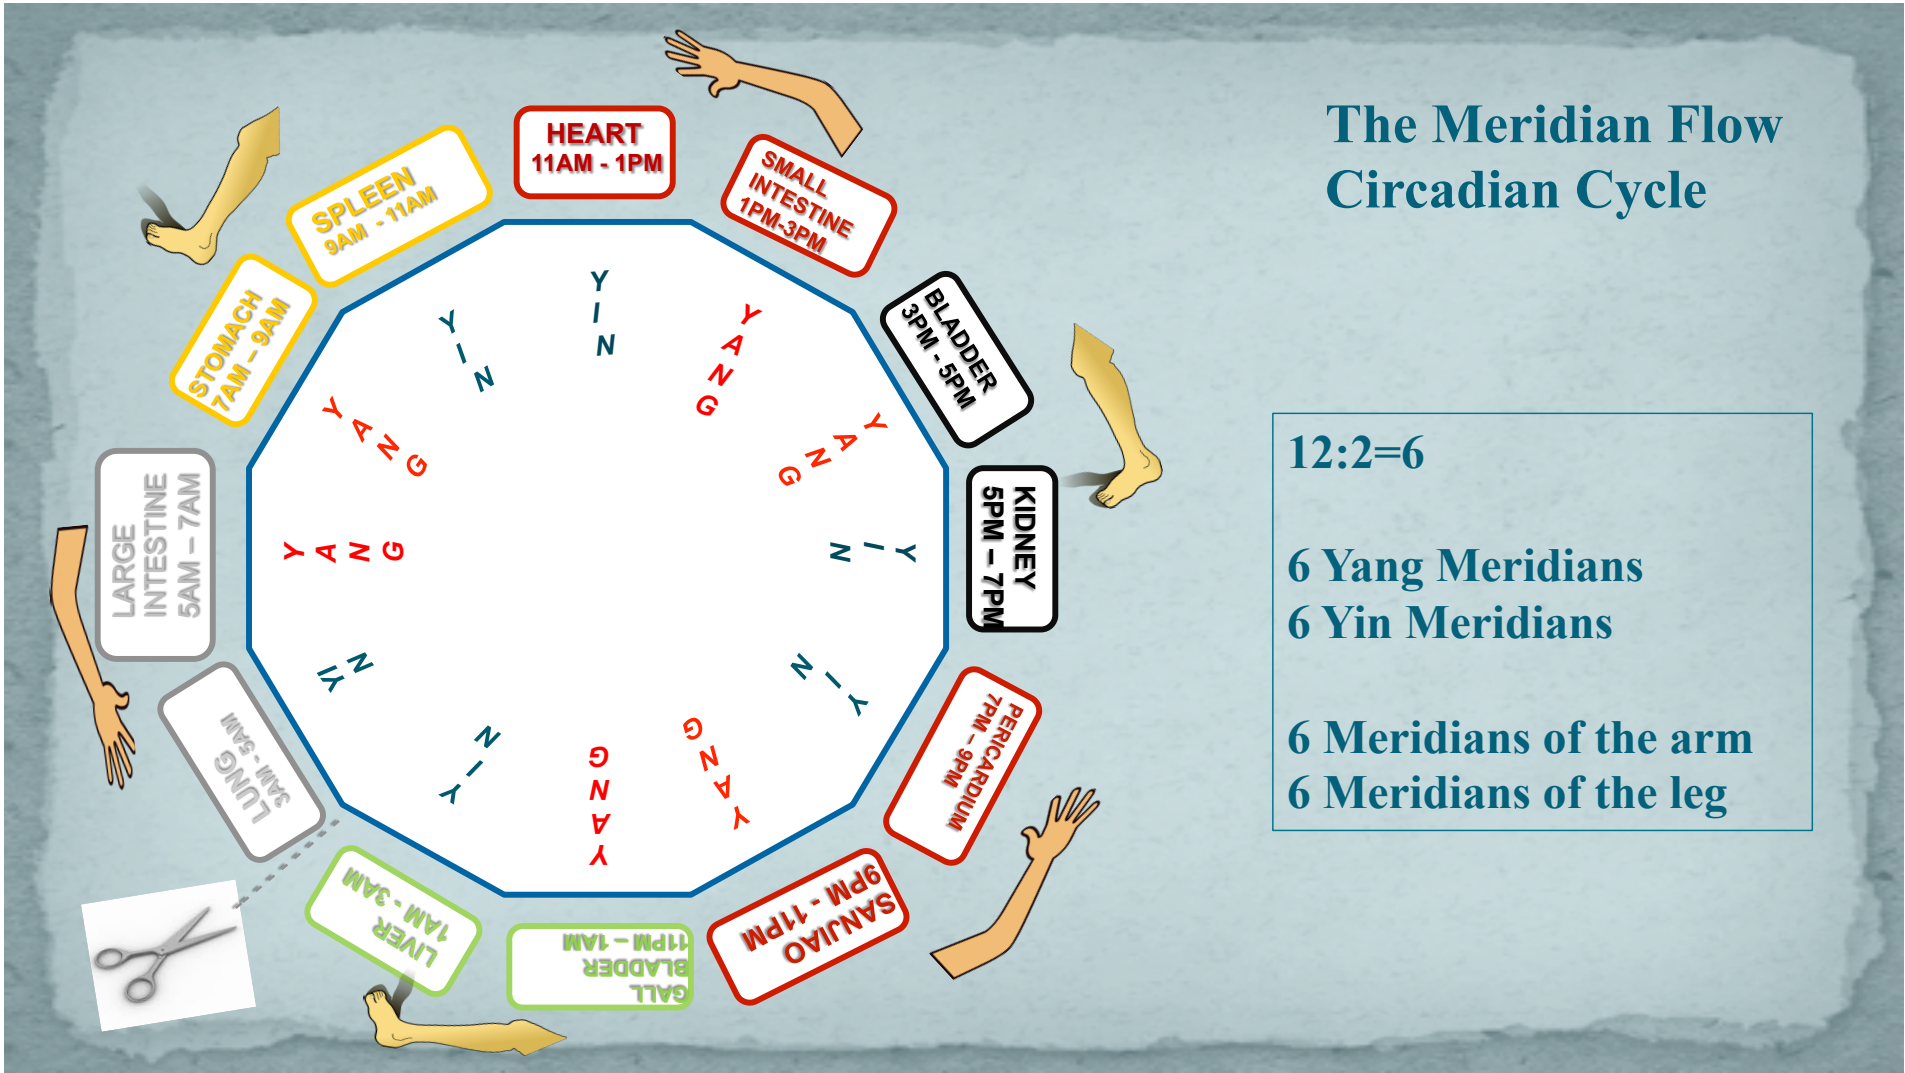 The Meridian Flow
Circadian Cycle
HEART
11AM - 1PM
SMALL
INTESTINE
1PM-3PM
BLADDER
3PM - 5PM
KIDNEY
5PM – 7PM
PERICARDIUM
7PM – 9PM
SANJIAO
9PM - 11PM
GALL
BLADDER
11PM – 1AM
LIVER
1AM - 3AM
LUNG
3AM - 5AM
LARGE
INTESTINE
5AM – 7AM
STOMACH
7AM – 9AM
SPLEEN
9AM - 11AM
YIN
YANG
YANG
YIN
YIN
YANG
YANG
YIN
YIN
YANG
YANG
YIN
12:2=6
6 Yang Meridians
6 Yin Meridians
6 Meridians of the arm
6 Meridians of the leg